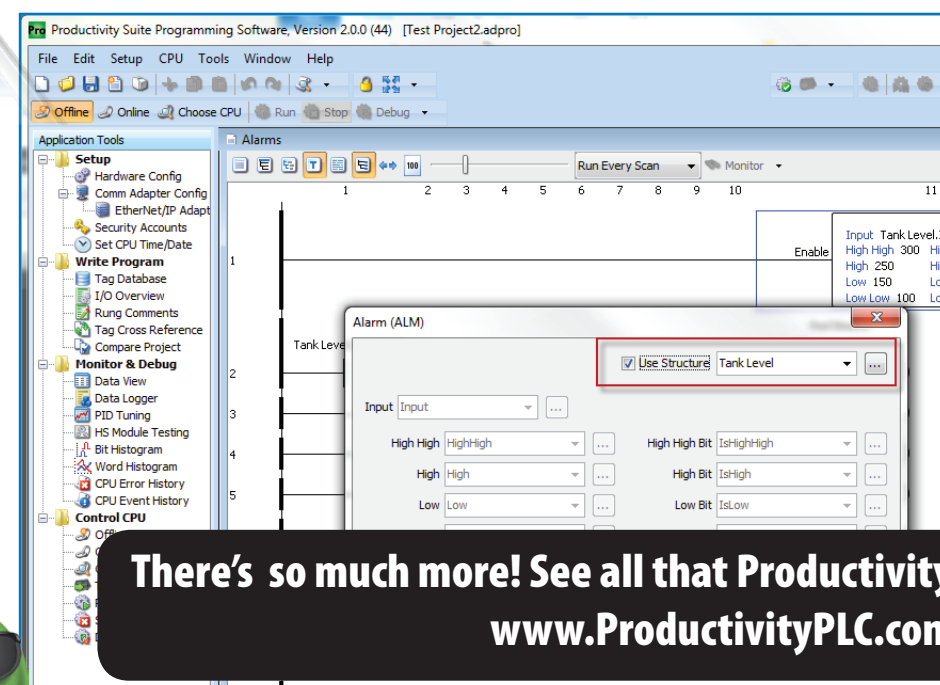 Pro Productivity Suite Programming Software, Version 2.0.0 (44) [Test Project2.adpro]
File Edit Setup CPU Tools Window Help
Offline Online Choose CPU Run Stop Debug
Application Tools
Setup
Hardware Config
Comm Adapter Config
EtherNet/IP Adapt
Security Accounts
Set CPU Time/Date
Write Program
Tag Database
I/O Overview
Rung Comments
Tag Cross Reference
Compare Project
Monitor & Debug
Data View
Data Logger
PID Tuning
HS Module Testing
Bit Histogram
Word Histogram
CPU Error History
CPU Event History
Control CPU
Alarms
T 100 Run Every Scan Monitor
1 2 3 4 5 6 7 8 9 10 11
1
Enable
Input Tank Level.
High High 300
High 250
Low 150
Low Low 100
Tank Leve
2
3
4
5
Alarm (ALM)
Use Structure Tank Level ...
Input Input ...
High High HighHigh ... High High Bit IsHighHigh ...
High High ... High Bit IsHigh ...
Low Low ... Low Bit IsLow ...
There's so much more! See all that Productivity
www.ProductivityPLC.com